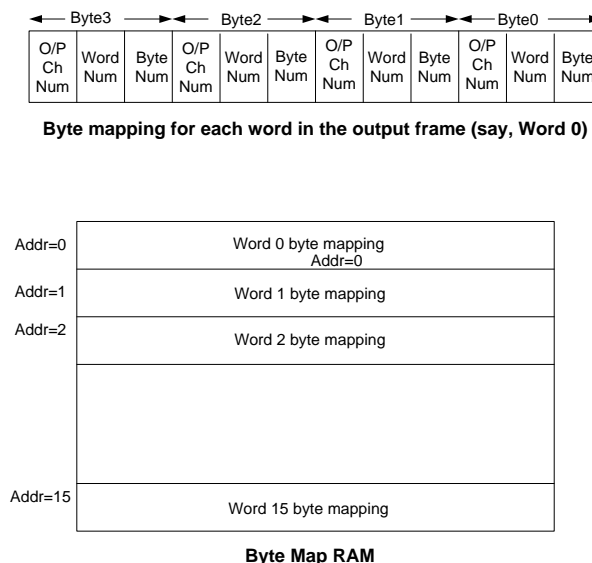 Byte3 Byte2 Byte1 Byte0
O/P Ch Num Word Num Byte Num O/P Ch Num Word Num Byte Num O/P Ch Num Word Num Byte Num O/P Ch Num Word Num Byte Num
Byte mapping for each word in the output frame (say, Word 0)
Addr=0 Word 0 byte mapping
Addr=0
Addr=1 Word 1 byte mapping
Addr=2 Word 2 byte mapping
Addr=15 Word 15 byte mapping
Byte Map RAM